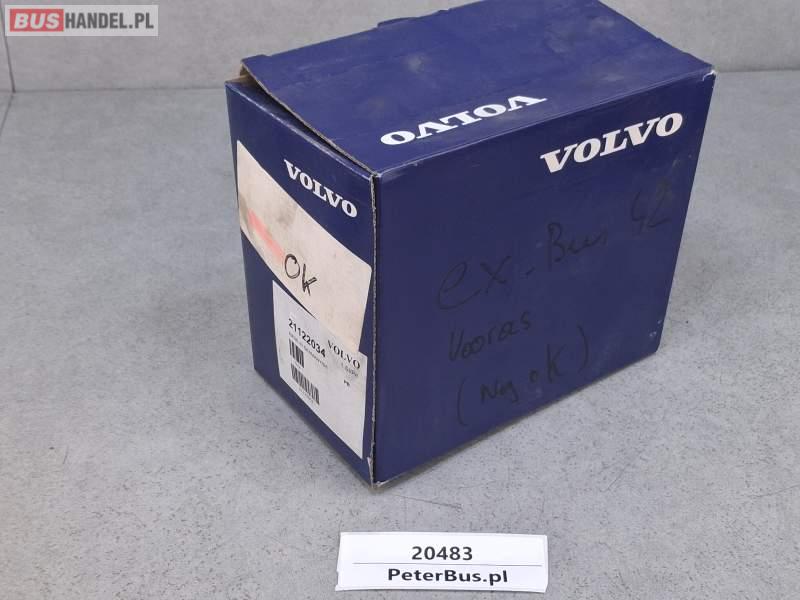 BUSHANDEL.PL
VOLVO
VOLVO
VOLVO
OK
21122034
VOLVO
ex. Bus 42
Vooras
(Nog OK)
20483
PeterBus.pl